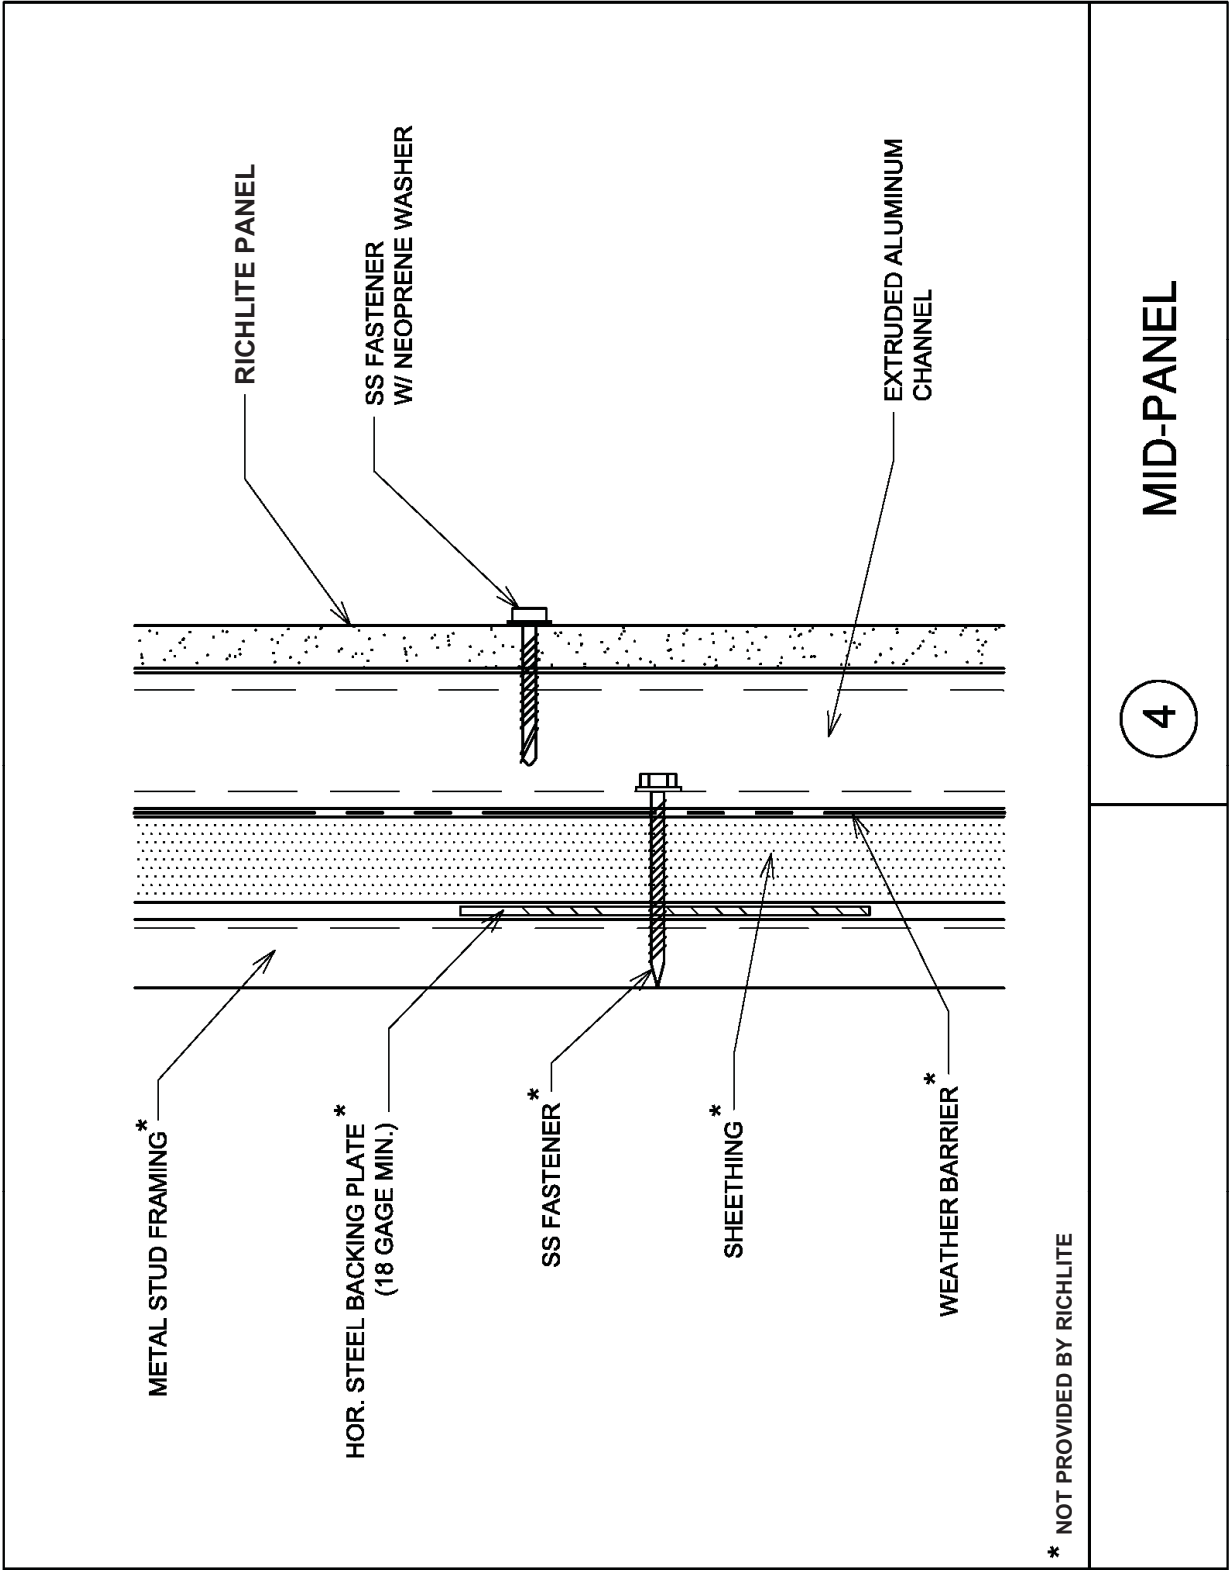 METAL STUD FRAMING*
HOR. STEEL BACKING PLATE*
(18 GAGE MIN.)
SS FASTENER*
SHEETHING*
WEATHER BARRIER*
RICHLITE PANEL
SS FASTENER
W/ NEOPRENE WASHER
EXTRUDED ALUMINUM
CHANNEL
* NOT PROVIDED BY RICHLITE
4
MID-PANEL